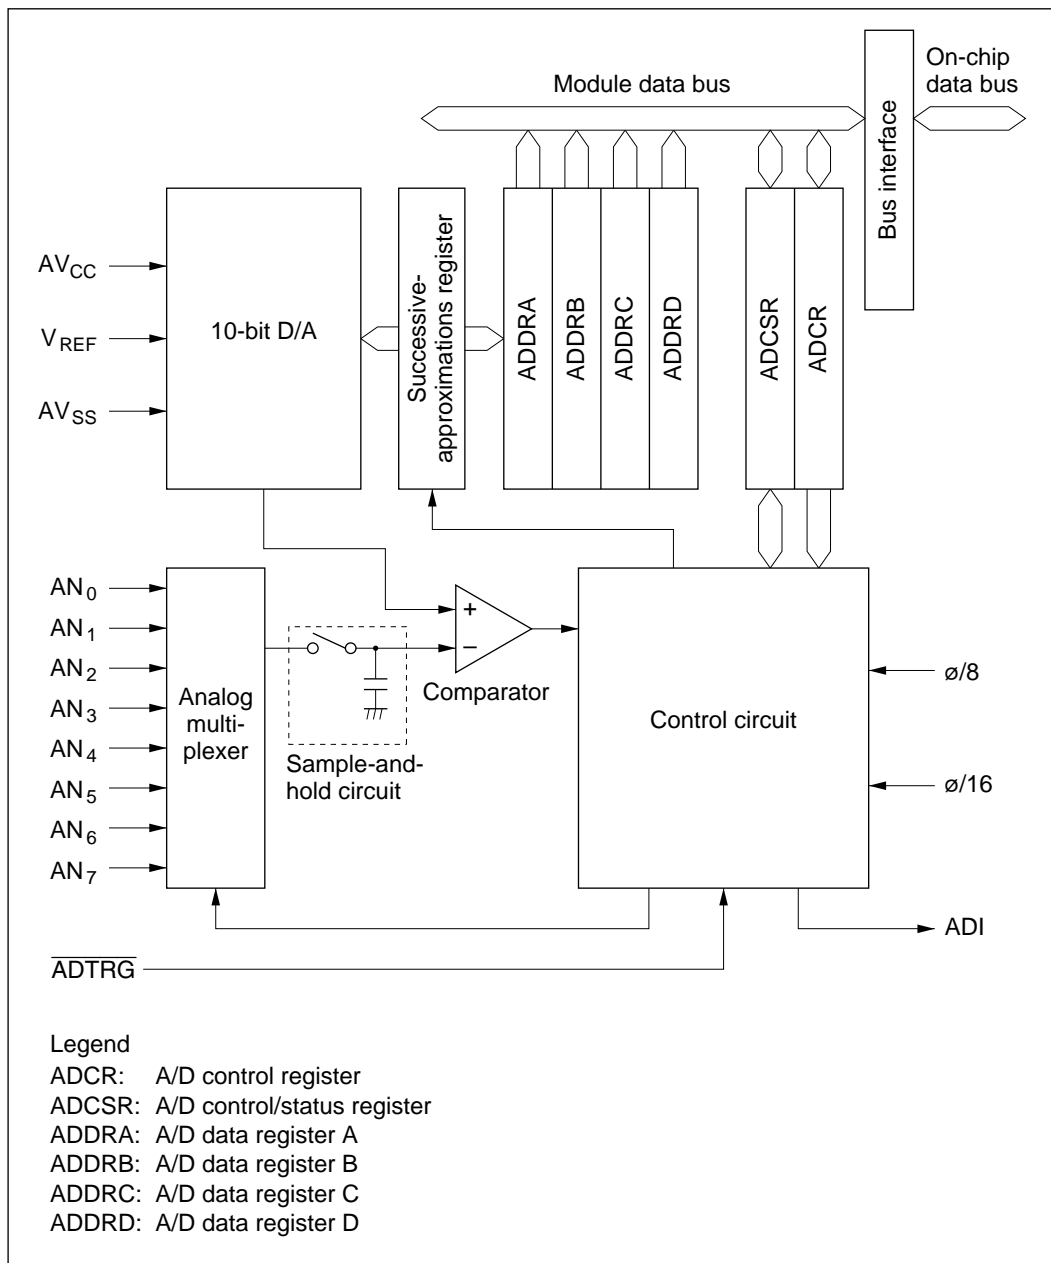 On-chip
data bus
Module data bus
Bus interface
AVCC
VREF
AVSS
10-bit D/A
Successive-
approximations register
ADDRA
ADDRB
ADDRC
ADDRD
ADCSR
ADCR
AN0
AN1
AN2
AN3
AN4
AN5
AN6
AN7
Analog
multi-
plexer
Sample-and-
hold circuit
+
−
Comparator
Control circuit
ø/8
ø/16
ADI
ADTRG
Legend
ADCR: A/D control register
ADCSR: A/D control/status register
ADDRA: A/D data register A
ADDRB: A/D data register B
ADDRC: A/D data register C
ADDRD: A/D data register D